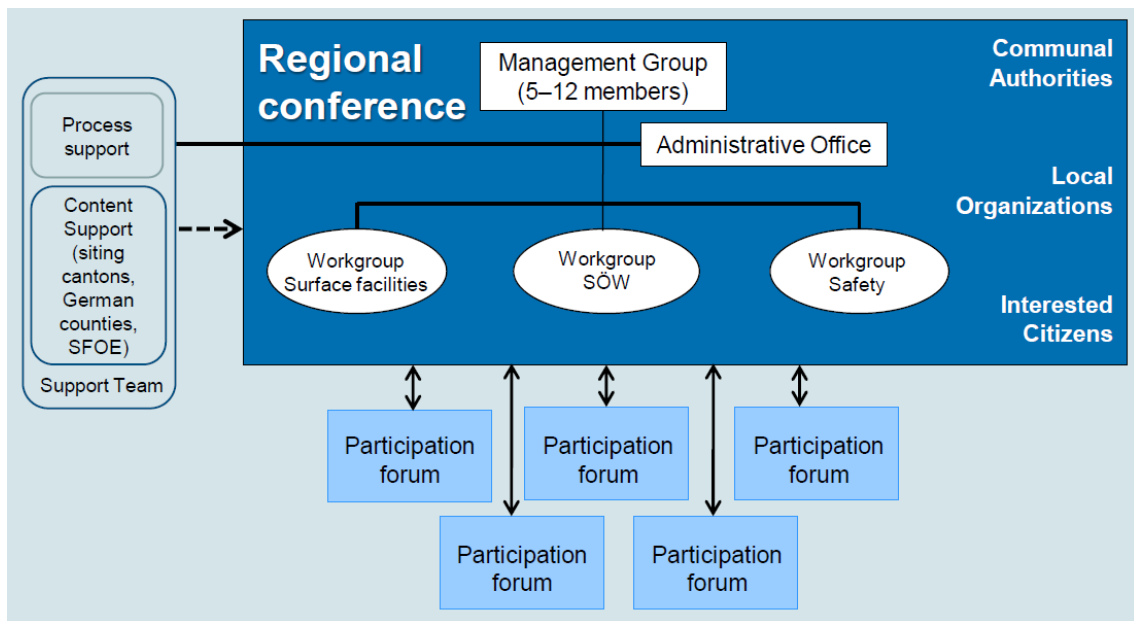 Regional
conference
Management Group
(5–12 members)
Communal
Authorities
Process
support
Administrative Office
Local
Organizations
Content
Support
(siting
cantons,
German
counties,
SFOE)
Support Team
Workgroup
Surface facilities
Workgroup
SÖW
Workgroup
Safety
Interested
Citizens
Participation
forum
Participation
forum
Participation
forum
Participation
forum
Participation
forum